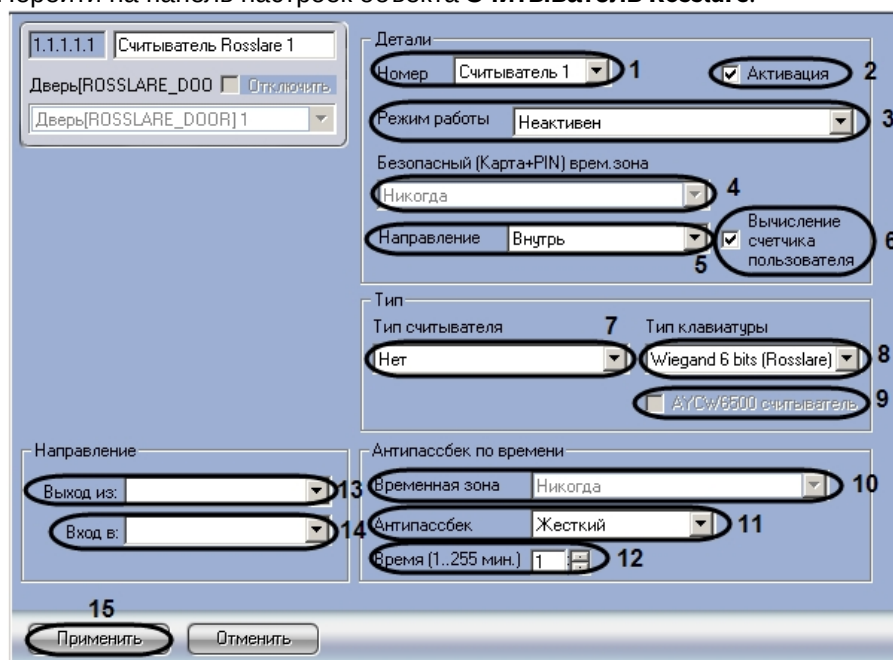 Перейти на панель настроек объекта Считыватель Rosslare.
1.1.1.1.1 Считыватель Rosslare 1
Дверь[ROSSLARE_DOO Отключить
Дверь[ROSSLARE_DOOR] 1
Детали
Номер Считыватель 1 1 Активация 2
Режим работы Неактивен 3
Безопасный (Карта+PIN) врем.зона
Никогда 4
Направление Внутрь 5
Вычисление счетчика пользователя 6
Тип
Тип считывателя 7 Тип клавиатуры
Нет Wiegand 6 bits (Rosslare) 8
AYCW6500 считыватель 9
Направление
Выход из: 13
Вход в: 14
Антипассбек по времени
Временная зона Никогда 10
Антипассбек Жесткий 11
Время (1..255 мин.) 1 12
15
Применить Отменить